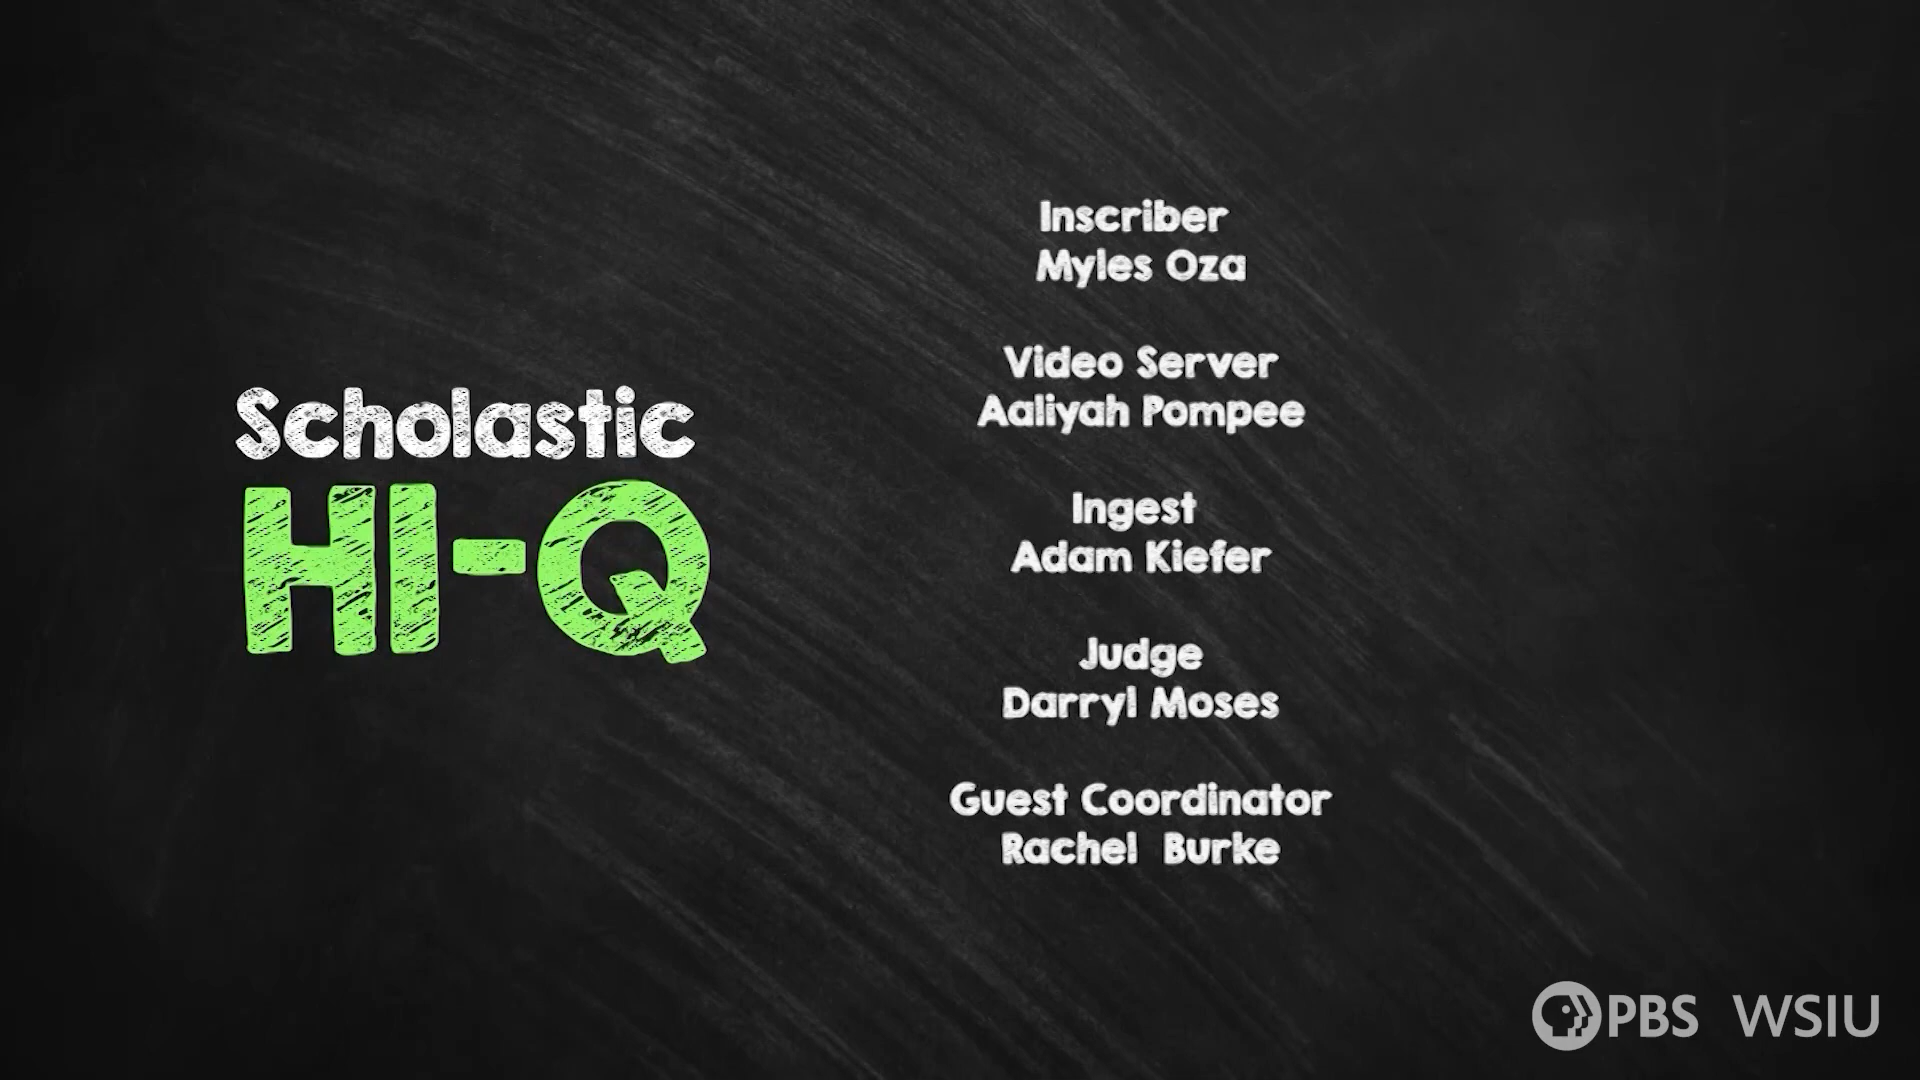 Scholastic
HI-Q
Inscriber
Myles Oza
Video Server
Aaliyah Pompee
Ingest
Adam Kiefer
Judge
Darryl Moses
Guest Coordinator
Rachel Burke
PBS WSIU